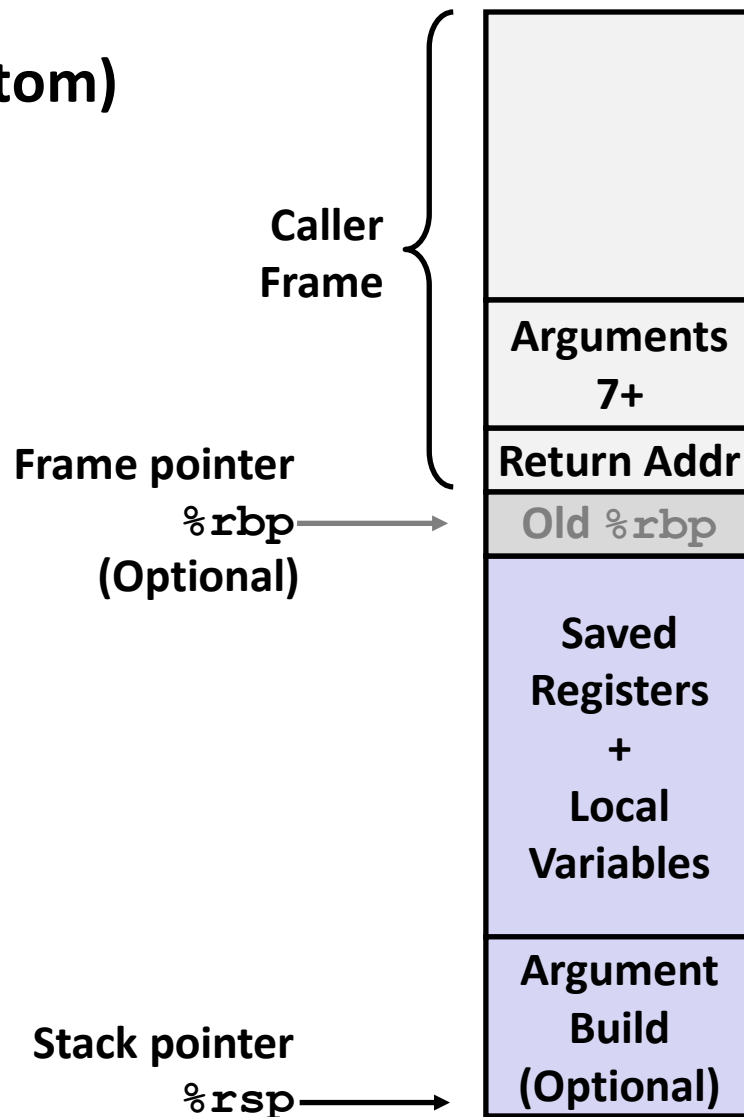 tom)
Caller
Frame
Arguments
7+
Return Addr
Frame pointer
%rbp
(Optional)
Old %rbp
Saved
Registers
+
Local
Variables
Argument
Build
(Optional)
Stack pointer
%rsp